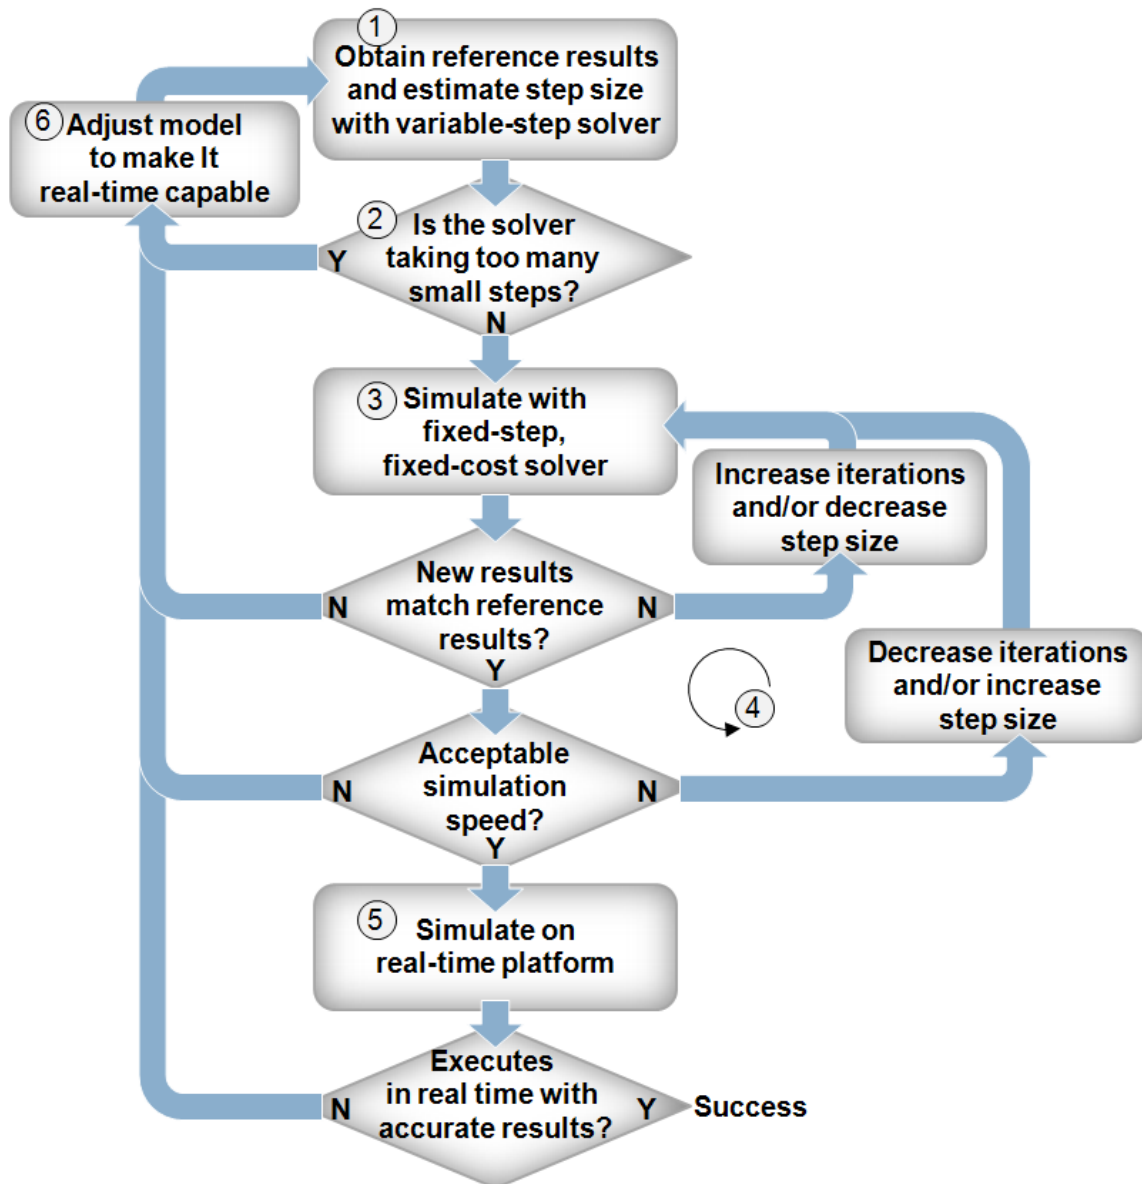 1
Obtain reference results
and estimate step size
with variable-step solver
6 Adjust model
to make It
real-time capable
2 Is the solver
Y taking too many
small steps?
N
3 Simulate with
fixed-step,
fixed-cost solver
Increase iterations
and/or decrease
step size
New results
N match reference N
results?
Y
Decrease iterations
and/or increase
step size
4
Acceptable
N simulation N
speed?
Y
5 Simulate on
real-time platform
Executes
N in real time with Y Success
accurate results?